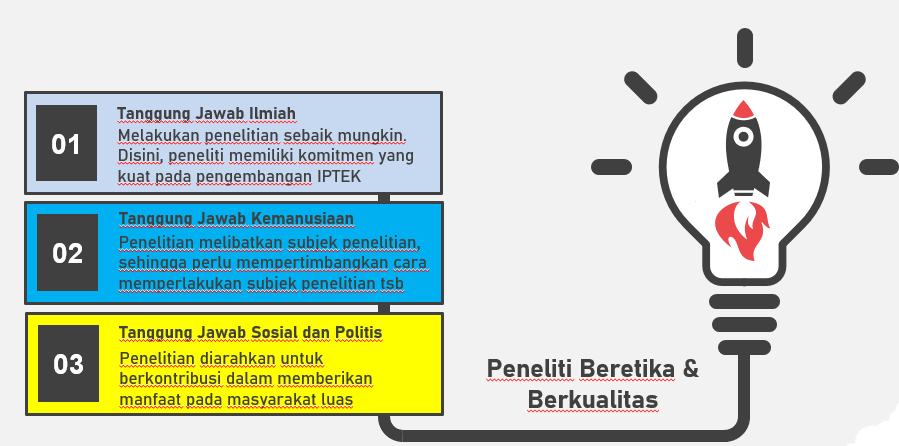 01
Tanggung Jawab Ilmiah
Melakukan penelitian sebaik mungkin.
Disini, peneliti memiliki komitmen yang
kuat pada pengembangan IPTEK
02
Tanggung Jawab Kemanusiaan
Penelitian melibatkan subjek penelitian,
sehingga perlu mempertimbangkan cara
memperlakukan subjek penelitian tsb
03
Tanggung Jawab Sosial dan Politis
Penelitian diarahkan untuk
berkontribusi dalam memberikan
manfaat pada masyarakat luas
Peneliti Beretika &
Berkualitas